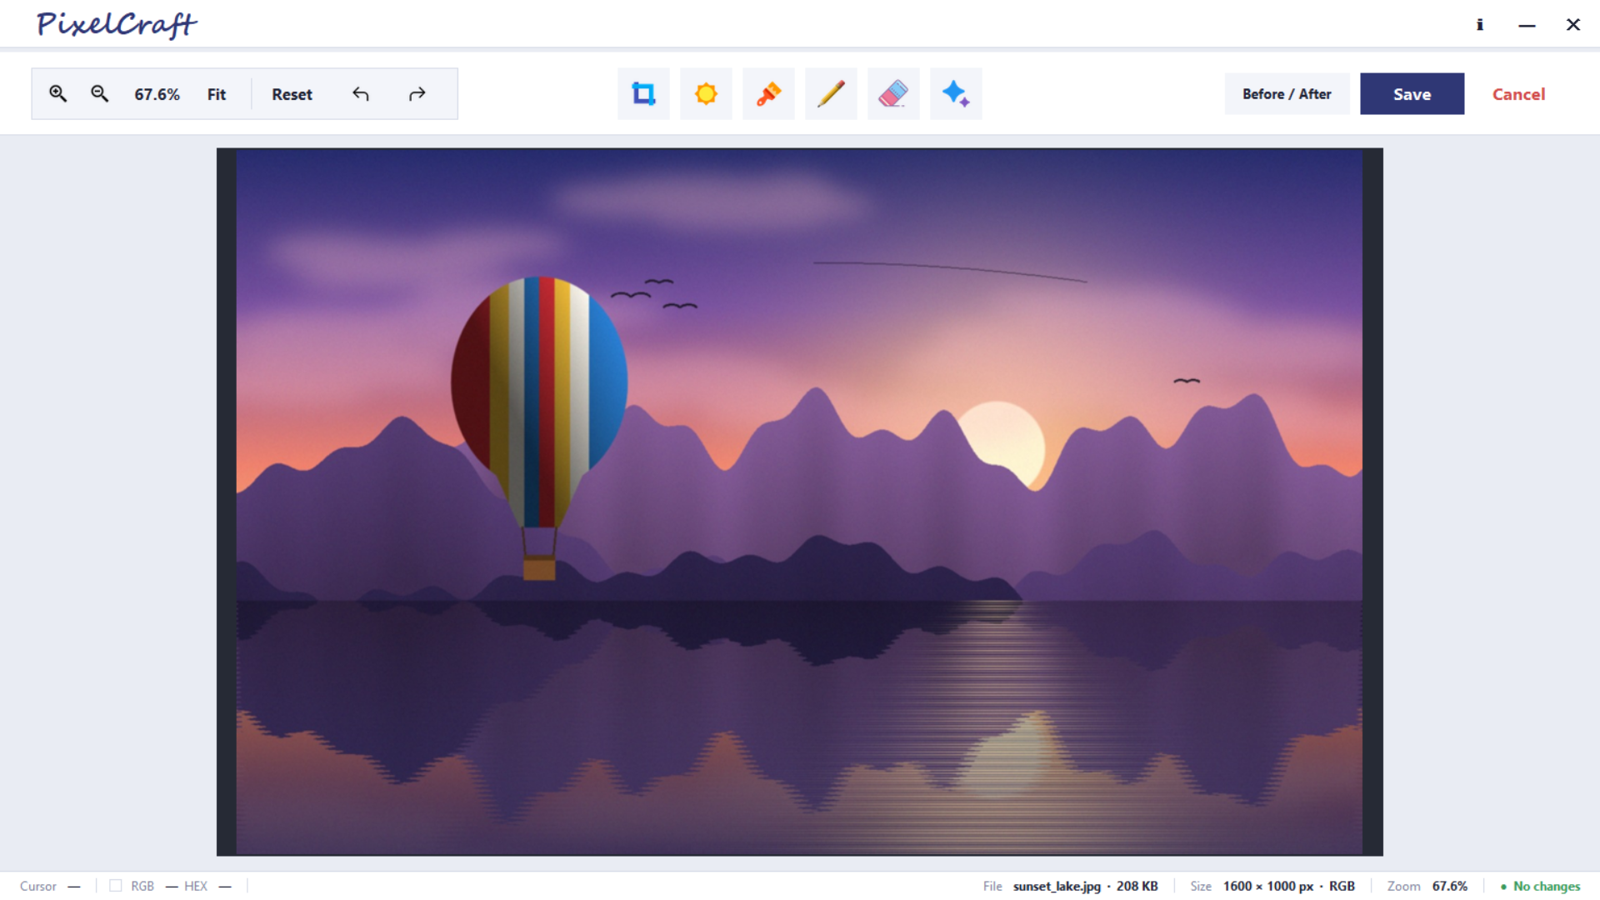 PixelCraft
67.6% Fit Reset
Before / After Save Cancel
Cursor — RGB — HEX —
File sunset_lake.jpg · 208 KB Size 1600 × 1000 px · RGB Zoom 67.6% • No changes